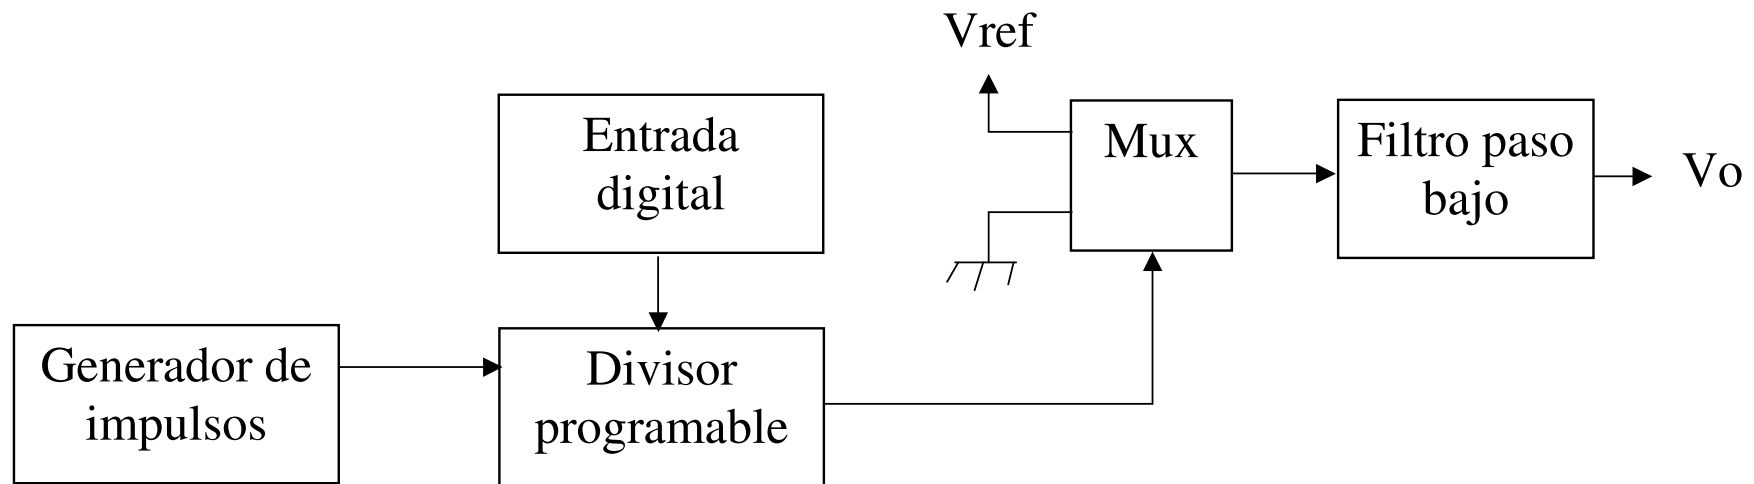 Vref
Entrada
digital
Mux
Filtro paso
bajo
Vo
Generador de
impulsos
Divisor
programable